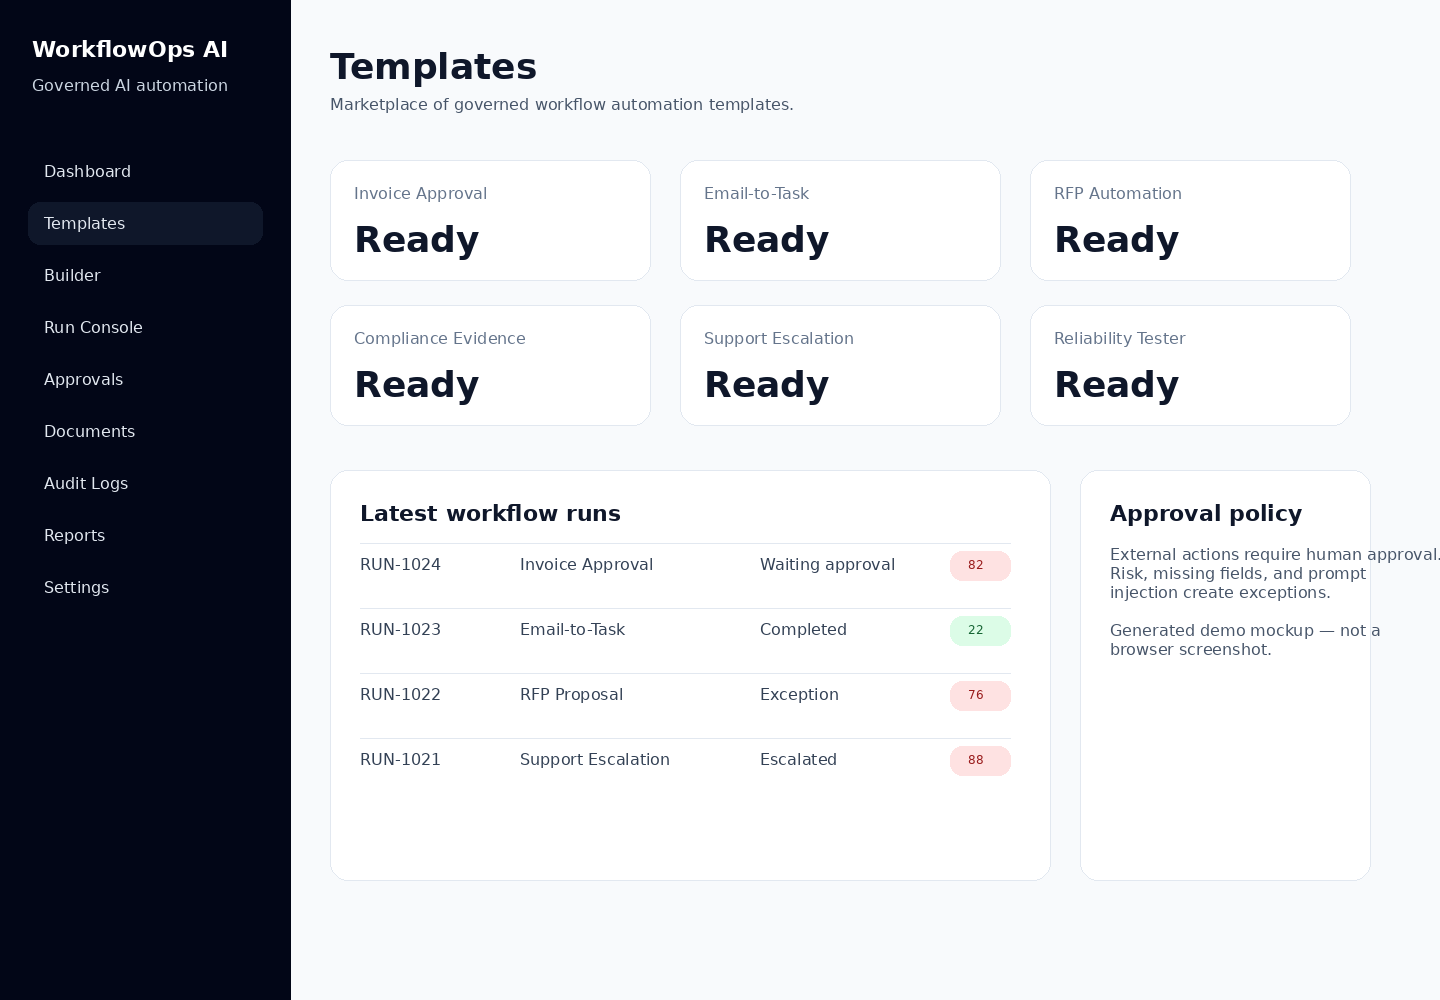 WorkflowOps AI
Governed AI automation
Dashboard
Templates
Builder
Run Console
Approvals
Documents
Audit Logs
Reports
Settings
Templates
Marketplace of governed workflow automation templates.
Invoice Approval
Ready
Email-to-Task
Ready
RFP Automation
Ready
Compliance Evidence
Ready
Support Escalation
Ready
Reliability Tester
Ready
Latest workflow runs
RUN-1024 Invoice Approval Waiting approval 82
RUN-1023 Email-to-Task Completed 22
RUN-1022 RFP Proposal Exception 76
RUN-1021 Support Escalation Escalated 88
Approval policy
External actions require human approval.
Risk, missing fields, and prompt
injection create exceptions.
Generated demo mockup — not a
browser screenshot.